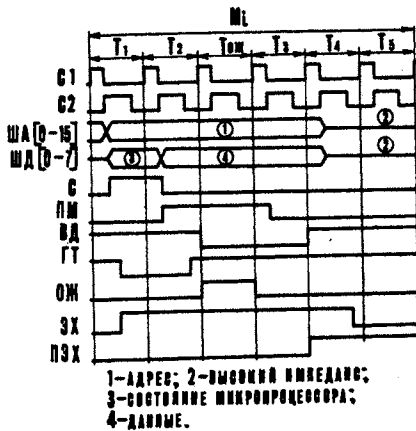 Mi
T1 T2 Tож T3 T4 T5
C1
C2
ША[0-15] ① ②
ШД[0-7] ③ ④ ②
С
ПМ
ВД
ГТ
ОЖ
ЗХ
ПЗХ
1-АДРЕС; 2-ВЫСОКИЙ ИМПЕДАНС;
3-СОСТОЯНИЕ МИКРОПРОЦЕССОРА;
4-ДАННЫЕ.